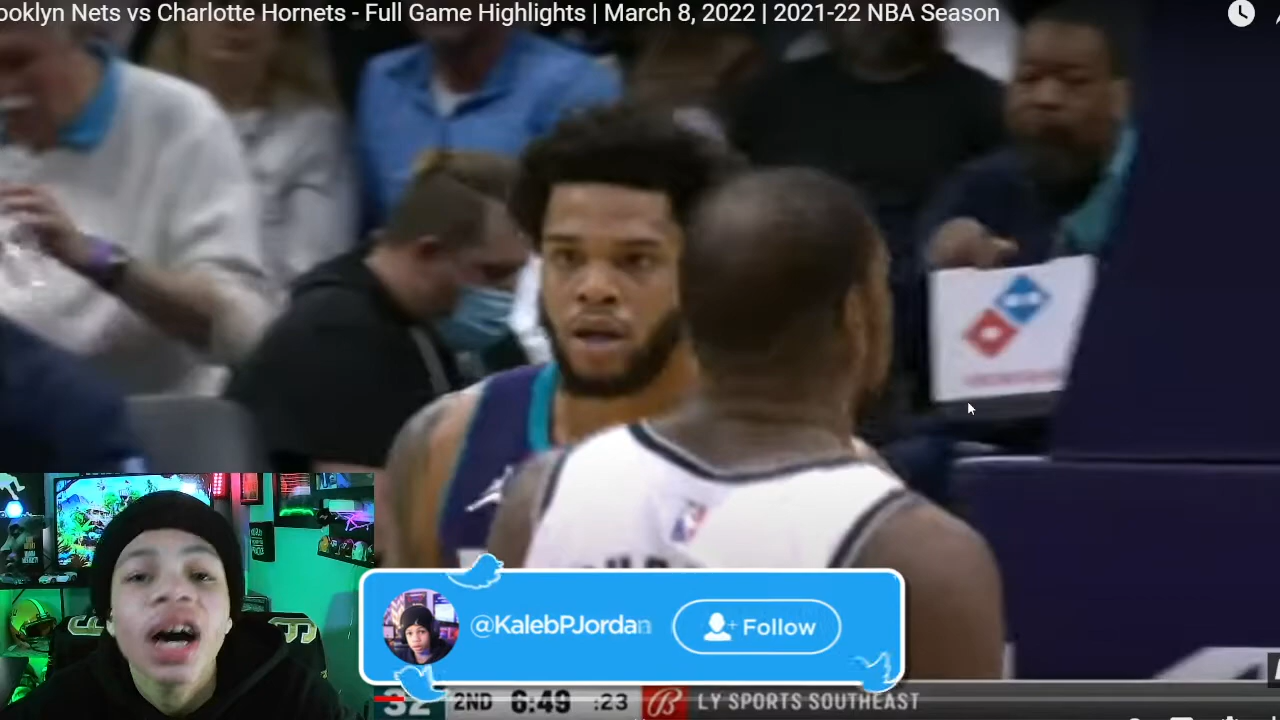 ooklyn Nets vs Charlotte Hornets - Full Game Highlights | March 8, 2022 | 2021-22 NBA Season
@KalebPJordan
Follow
32 2ND 6:49 :23 LY SPORTS SOUTHEAST